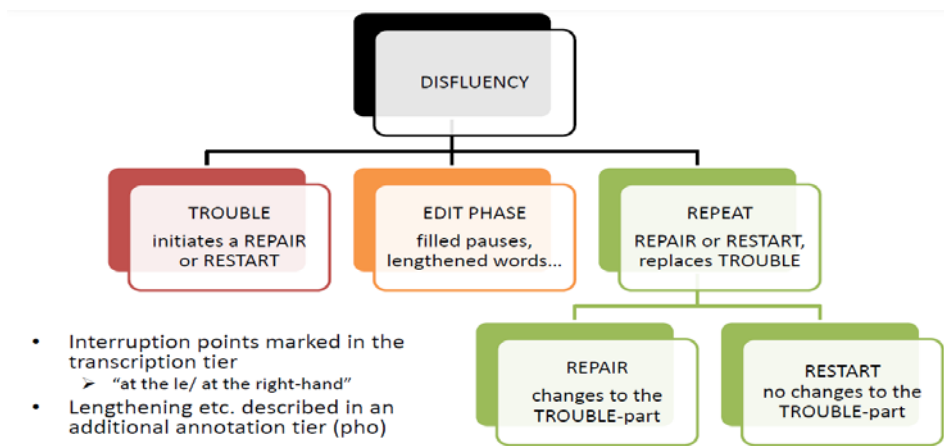 DISFLUENCY
TROUBLE
initiates a REPAIR
or RESTART
EDIT PHASE
filled pauses,
lengthened words...
REPEAT
REPAIR or RESTART,
replaces TROUBLE
REPAIR
changes to the
TROUBLE-part
RESTART
no changes to the
TROUBLE-part
• Interruption points marked in the
transcription tier
➢ “at the le/ at the right-hand”
• Lengthening etc. described in an
additional annotation tier (pho)